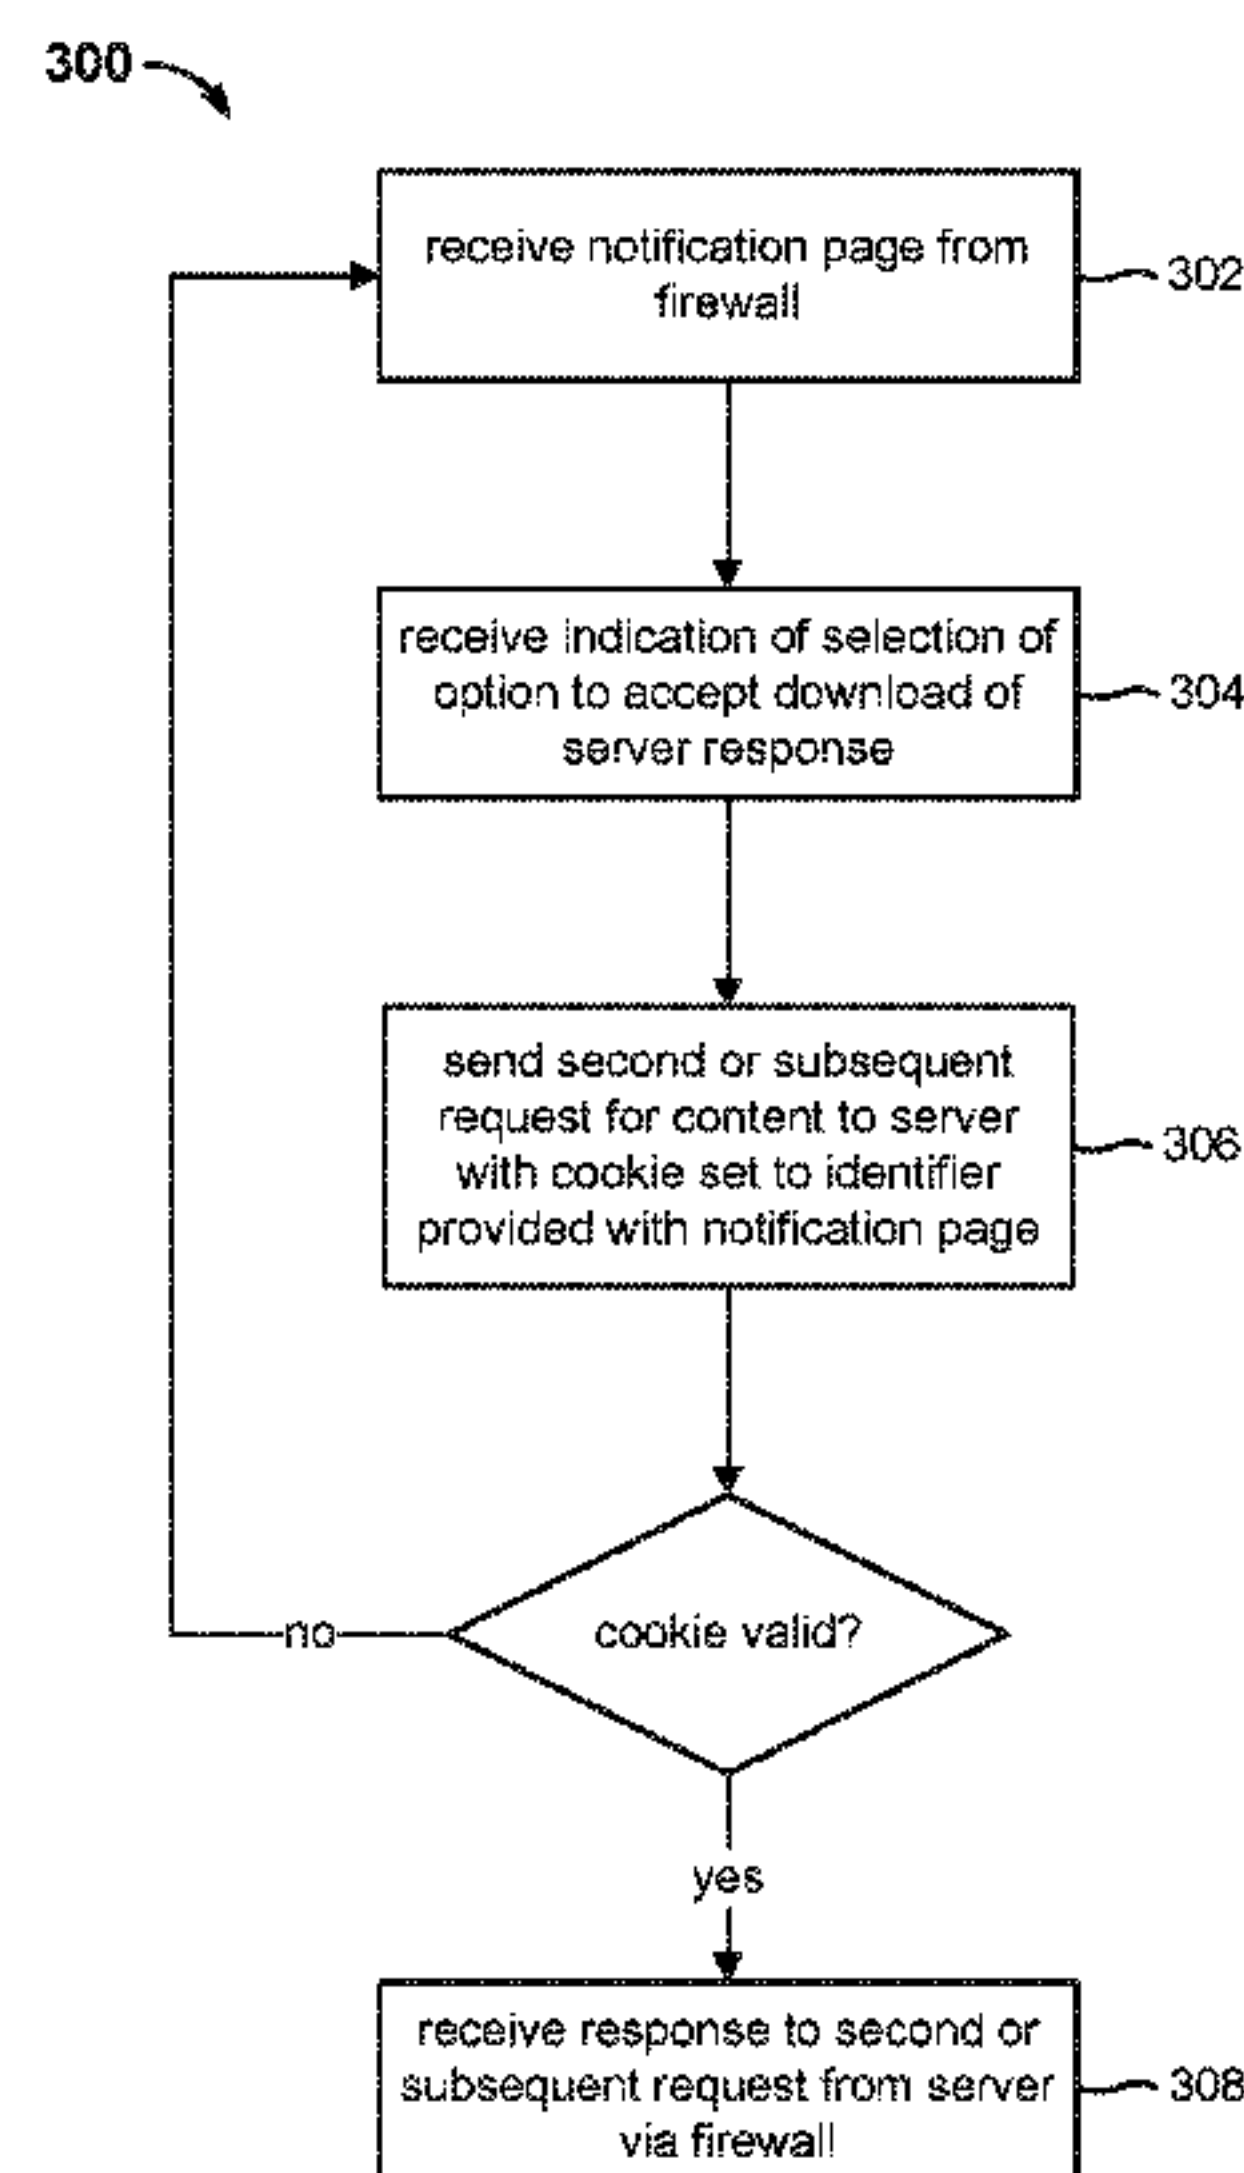 300
receive notification page from
firewall
302
receive indication of selection of
option to accept download of
server response
304
send second or subsequent
request for content to server
with cookie set to identifier
provided with notification page
306
cookie valid?
no
yes
receive response to second or
subsequent request from server
via firewall
308